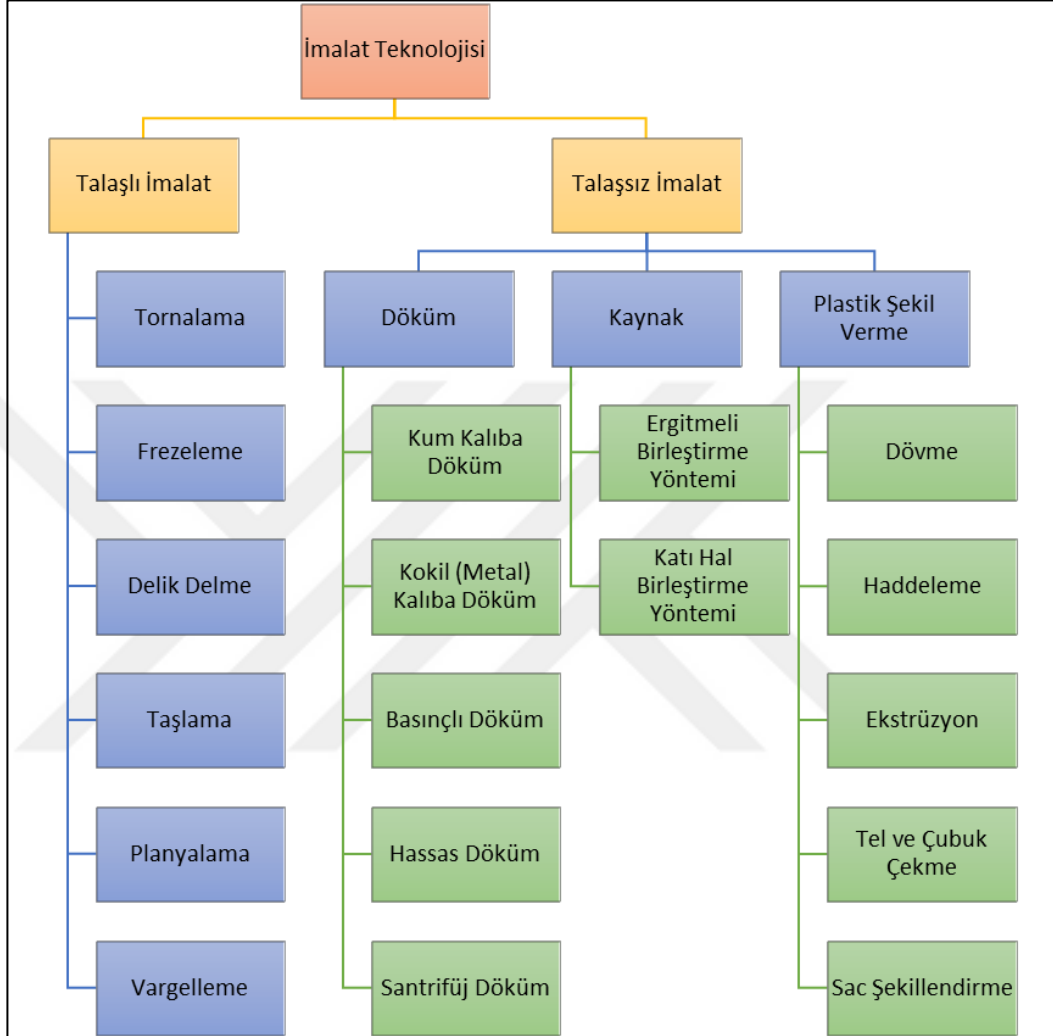 İmalat Teknolojisi
Talaşlı İmalat
Talaşsız İmalat
Tornalama
Frezeleme
Delik Delme
Taşlama
Planyalama
Vargelleme
Döküm
Kum Kalıba
Döküm
Kokil (Metal)
Kalıba Döküm
Basınçlı Döküm
Hassas Döküm
Santrifüj Döküm
Kaynak
Ergitmeli
Birleştirme
Yöntemi
Katı Hal
Birleştirme
Yöntemi
Plastik Şekil
Verme
Dövme
Haddeleme
Ekstrüzyon
Tel ve Çubuk
Çekme
Sac Şekillendirme